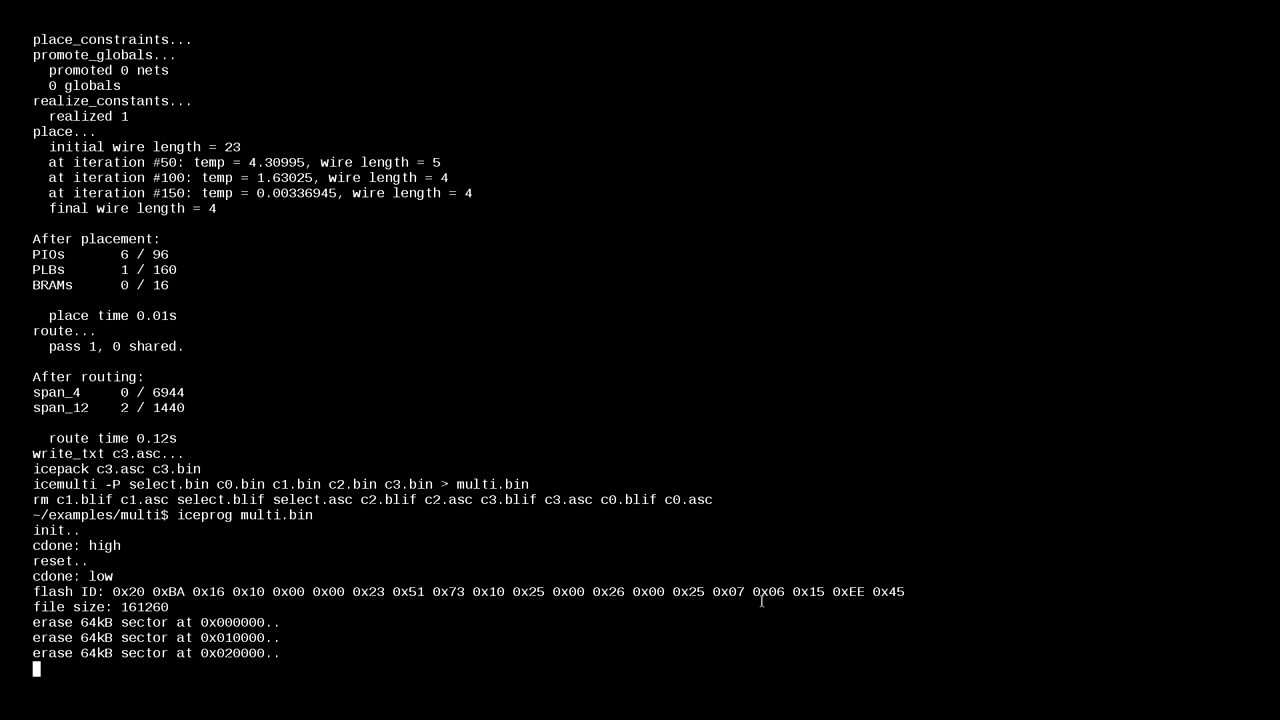 place_constraints...
promote_globals...
  promoted 0 nets
  0 globals
realize_constants...
  realized 1
place...
  initial wire length = 23
  at iteration #50: temp = 4.30995, wire length = 5
  at iteration #100: temp = 1.63025, wire length = 4
  at iteration #150: temp = 0.00336945, wire length = 4
  final wire length = 4

After placement:
PIOs       6 / 96
PLBs       1 / 160
BRAMs      0 / 16

  place time 0.01s
route...
  pass 1, 0 shared.

After routing:
span_4     0 / 6944
span_12    2 / 1440

  route time 0.12s
write_txt c3.asc...
icepack c3.asc c3.bin
icemulti -P select.bin c0.bin c1.bin c2.bin c3.bin > multi.bin
rm c1.blif c1.asc select.blif select.asc c2.blif c2.asc c3.blif c3.asc c0.blif c0.asc
~/examples/multi$ iceprog multi.bin
init..
cdone: high
reset..
cdone: low
flash ID: 0x20 0xBA 0x16 0x10 0x00 0x00 0x23 0x51 0x73 0x10 0x25 0x00 0x26 0x00 0x25 0x07 0x06 0x15 0xEE 0x45
file size: 161260
erase 64kB sector at 0x000000..
erase 64kB sector at 0x010000..
erase 64kB sector at 0x020000..